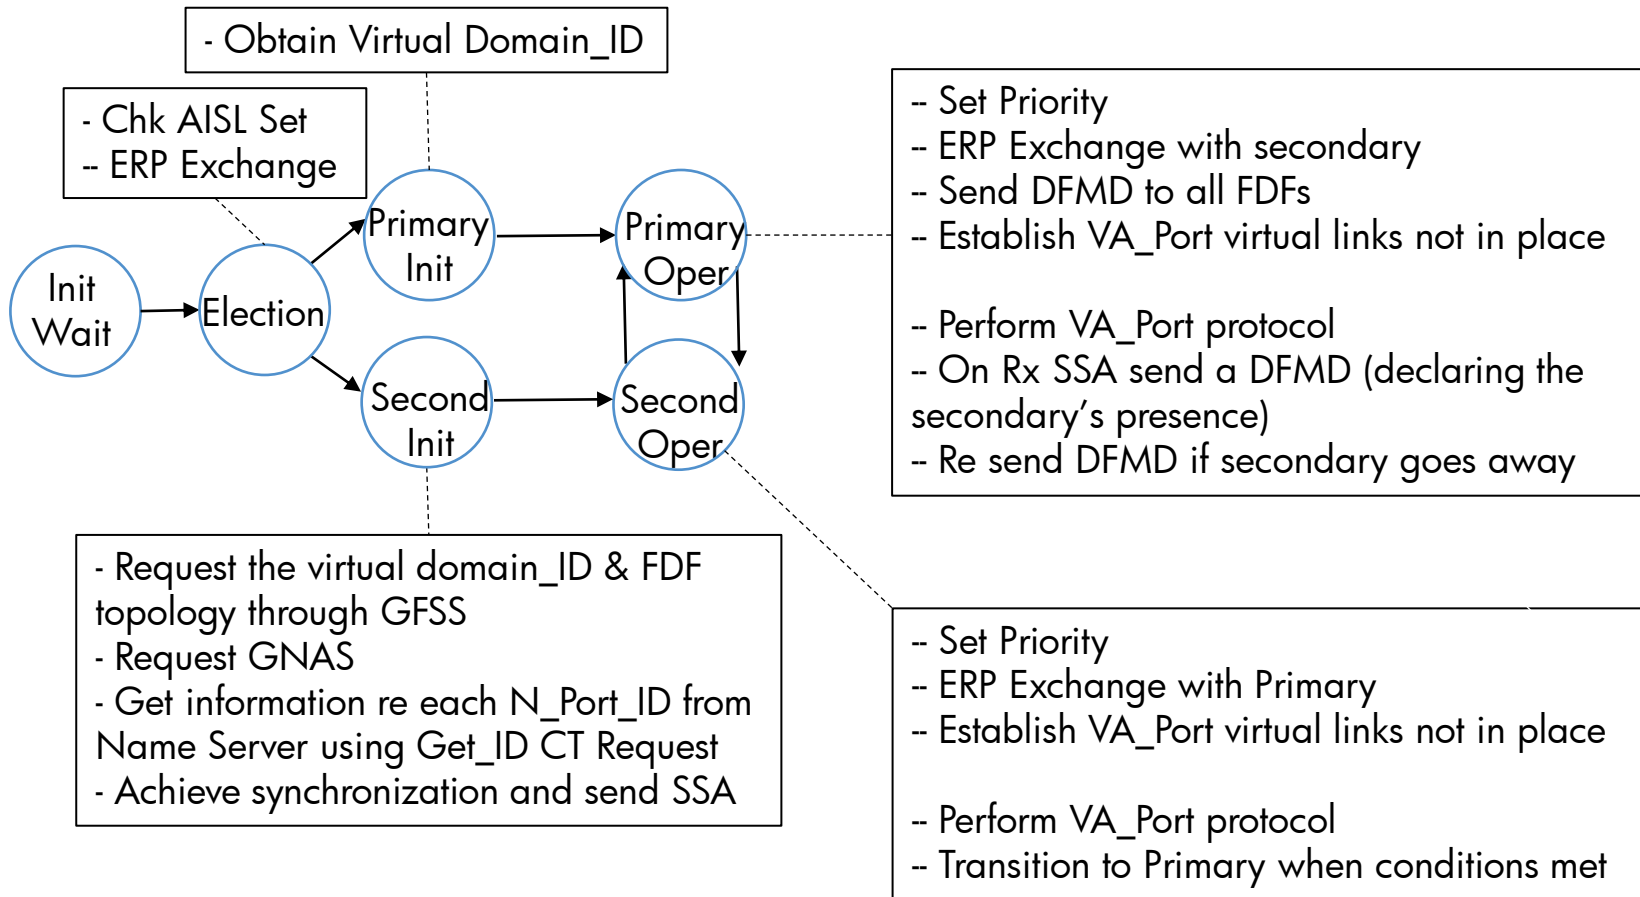 - Obtain Virtual Domain_ID
- Chk AISL Set
-- ERP Exchange
Init
Wait
Election
Primary
Init
Primary
Oper
Second
Init
Second
Oper
-- Set Priority
-- ERP Exchange with secondary
-- Send DFMD to all FDFs
-- Establish VA_Port virtual links not in place
-- Perform VA_Port protocol
-- On Rx SSA send a DFMD (declaring the
secondary’s presence)
-- Re send DFMD if secondary goes away
- Request the virtual domain_ID & FDF
topology through GFSS
- Request GNAS
- Get information re each N_Port_ID from
Name Server using Get_ID CT Request
- Achieve synchronization and send SSA
-- Set Priority
-- ERP Exchange with Primary
-- Establish VA_Port virtual links not in place
-- Perform VA_Port protocol
-- Transition to Primary when conditions met